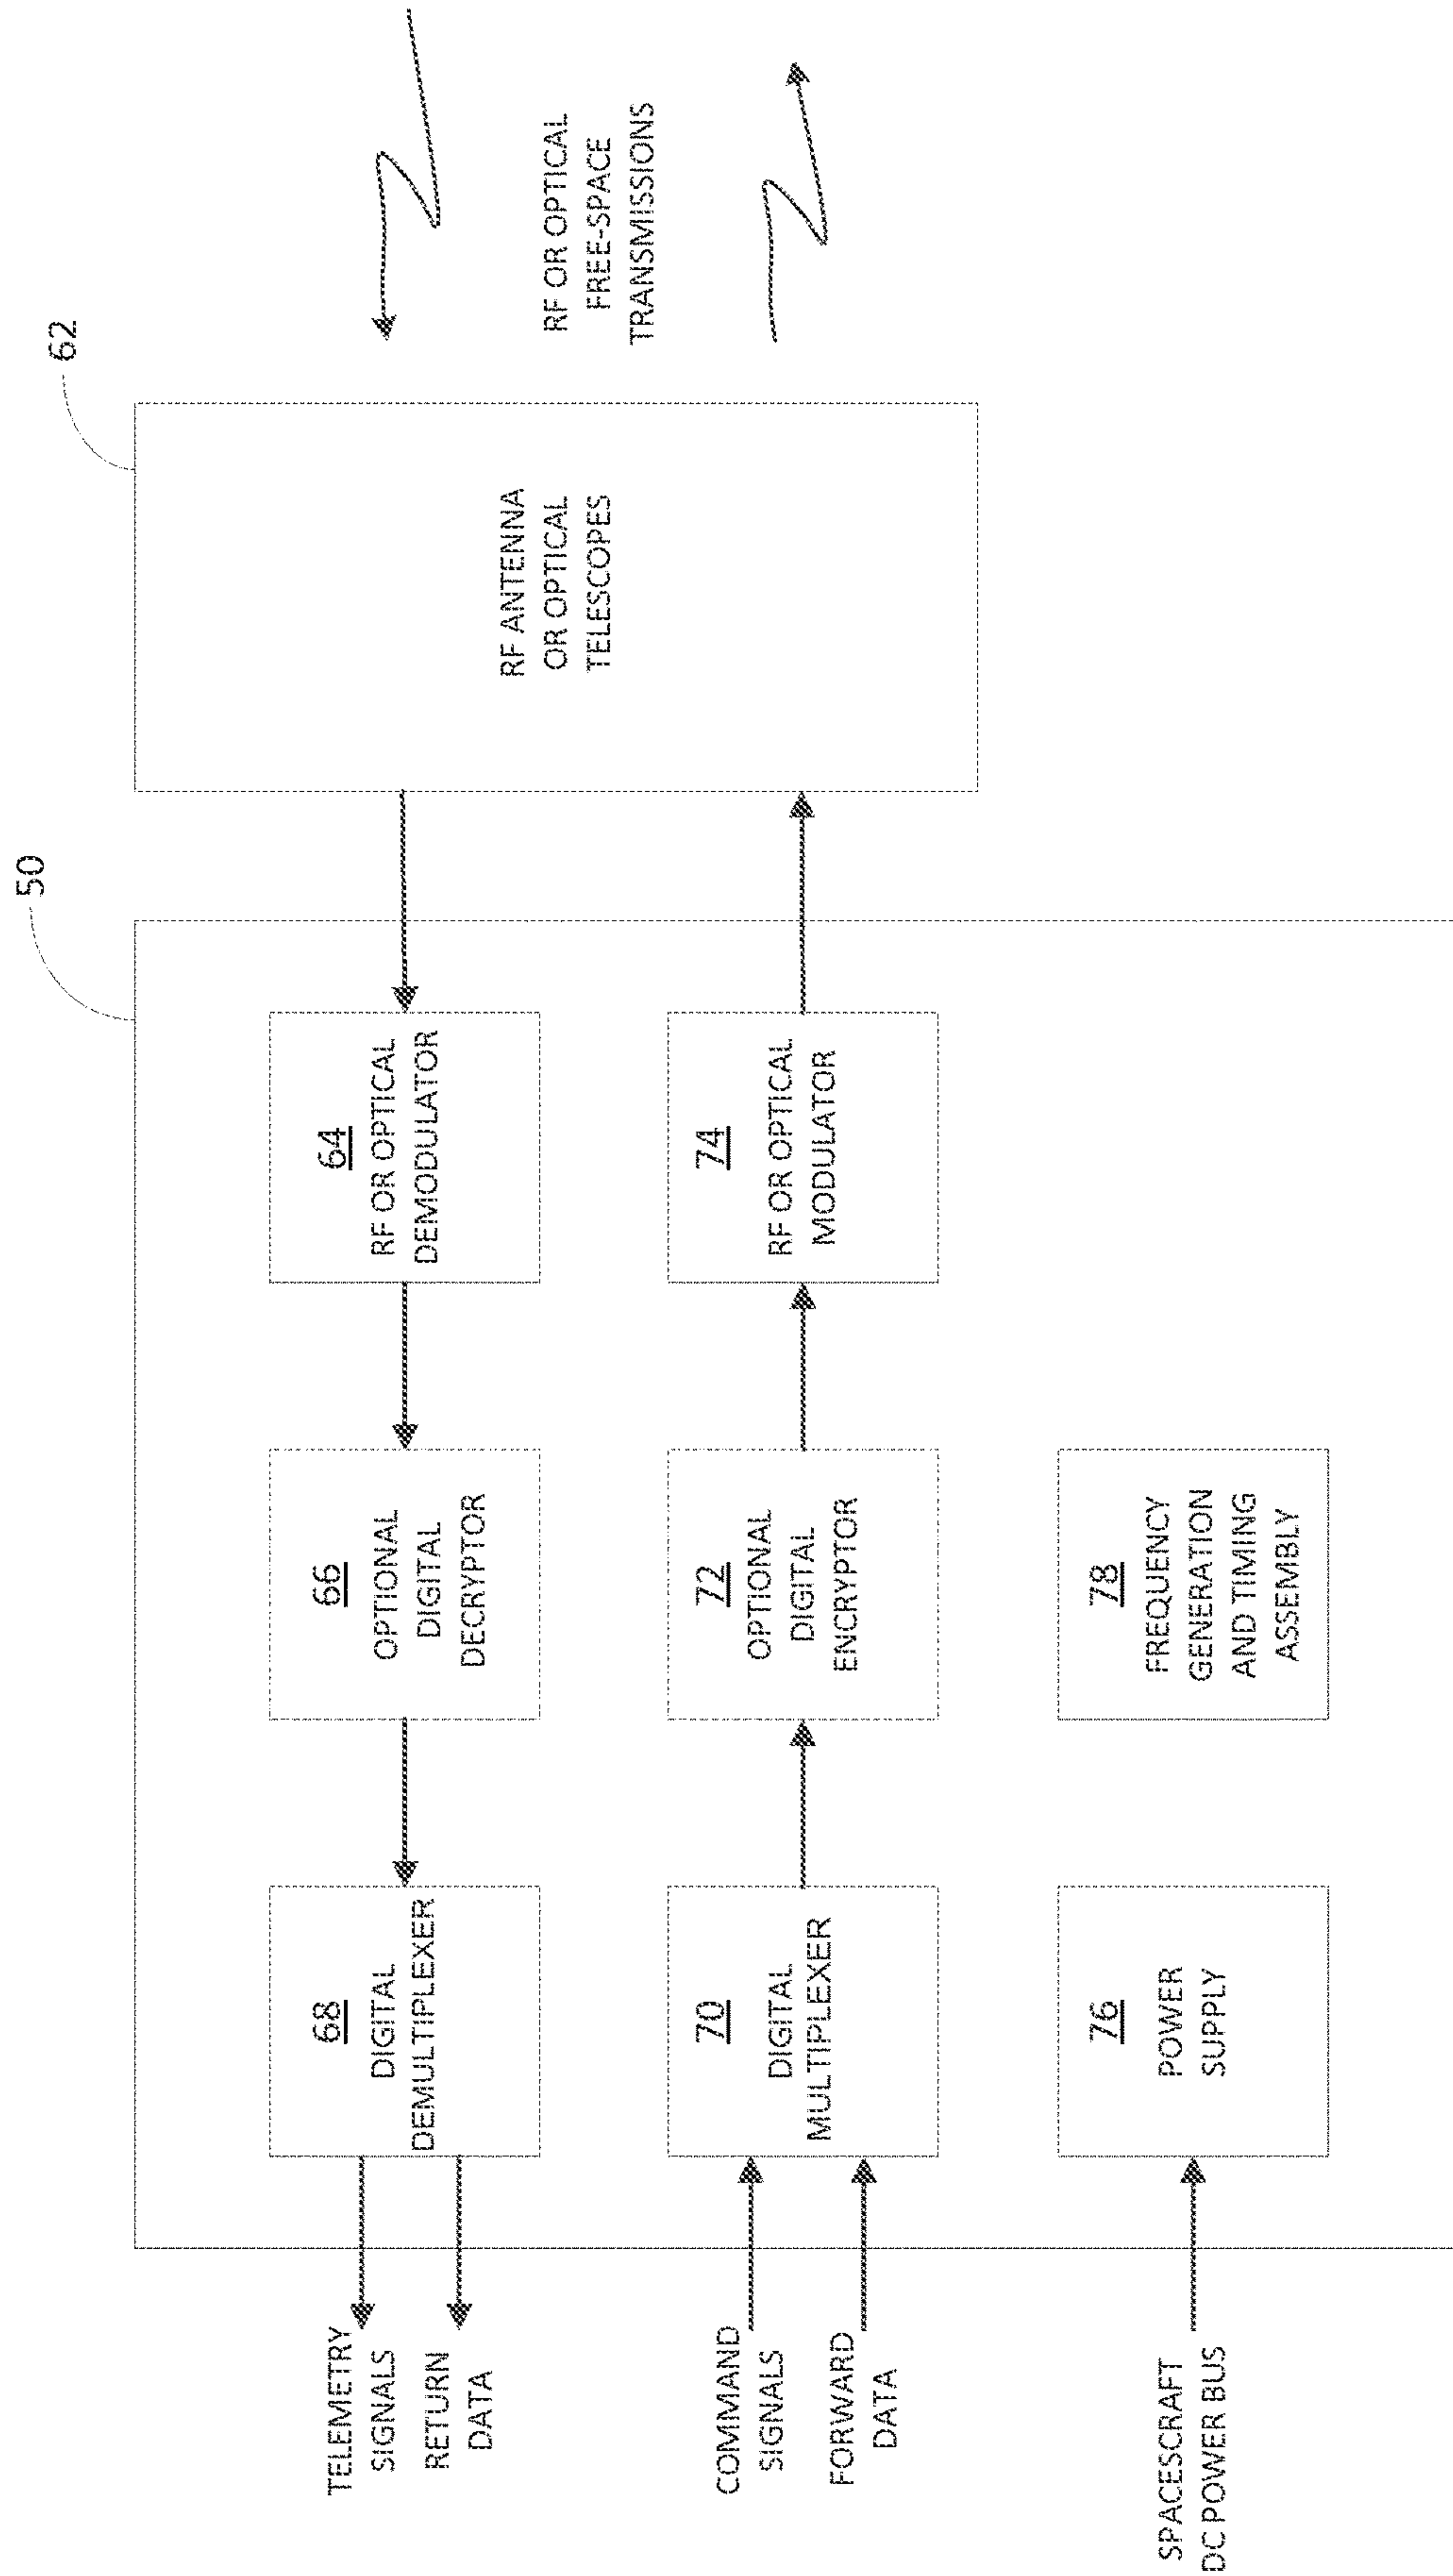 50
62
TELEMETRY
SIGNALS
RETURN
DATA
68
DIGITAL
DEMULTIPLEXER
66
OPTIONAL
DIGITAL
DECRYPTOR
64
RF OR OPTICAL
DEMODULATOR
RF ANTENNA
OR OPTICAL
TELESCOPES
RF OR OPTICAL
FREE-SPACE
TRANSMISSIONS
COMMAND
SIGNALS
FORWARD
DATA
70
DIGITAL
MULTIPLEXER
72
OPTIONAL
DIGITAL
ENCRYPTOR
74
RF OR OPTICAL
MODULATOR
SPACESCRAFT
DC POWER BUS
76
POWER
SUPPLY
78
FREQUENCY
GENERATION
AND TIMING
ASSEMBLY